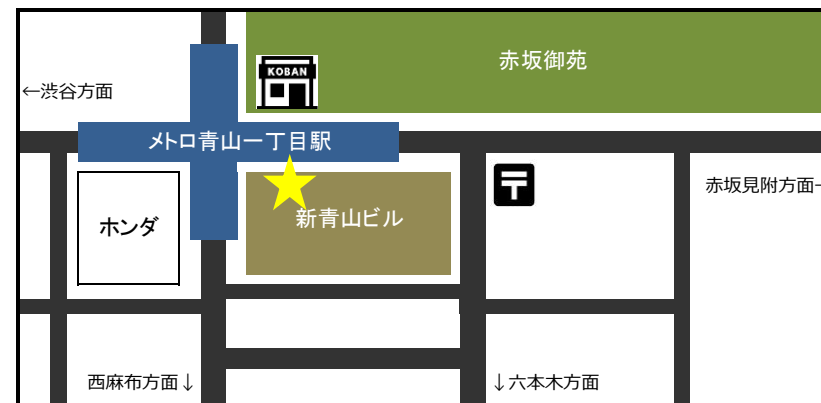 赤坂御苑
KOBAN
←渋谷方面
メトロ青山一丁目駅
〒
赤坂見附方面→
ホンダ
新青山ビル
西麻布方面↓
↓六本木方面